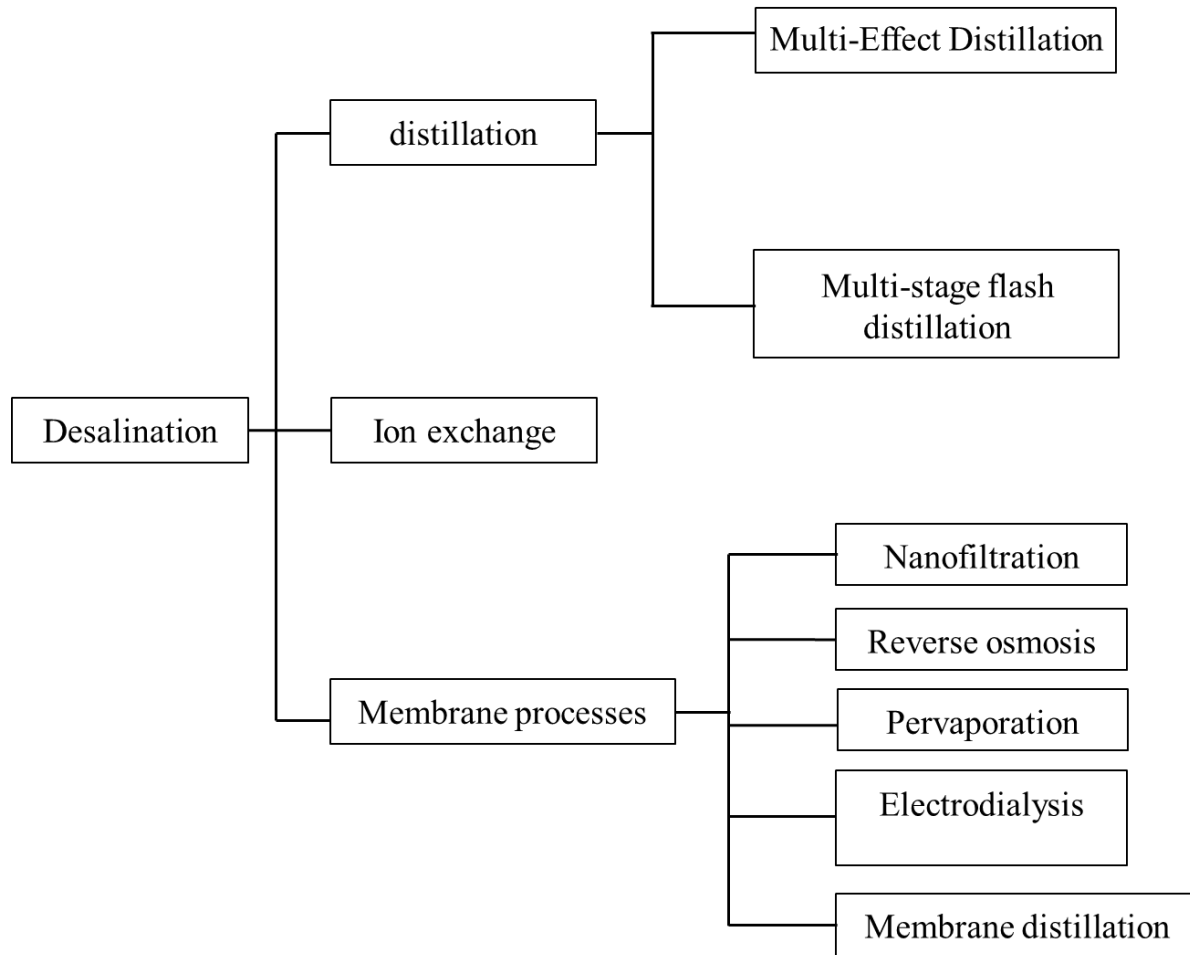 Multi-Effect Distillation
distillation
Multi-stage flash
distillation
Desalination
Ion exchange
Nanofiltration
Reverse osmosis
Membrane processes
Pervaporation
Electrodialysis
Membrane distillation